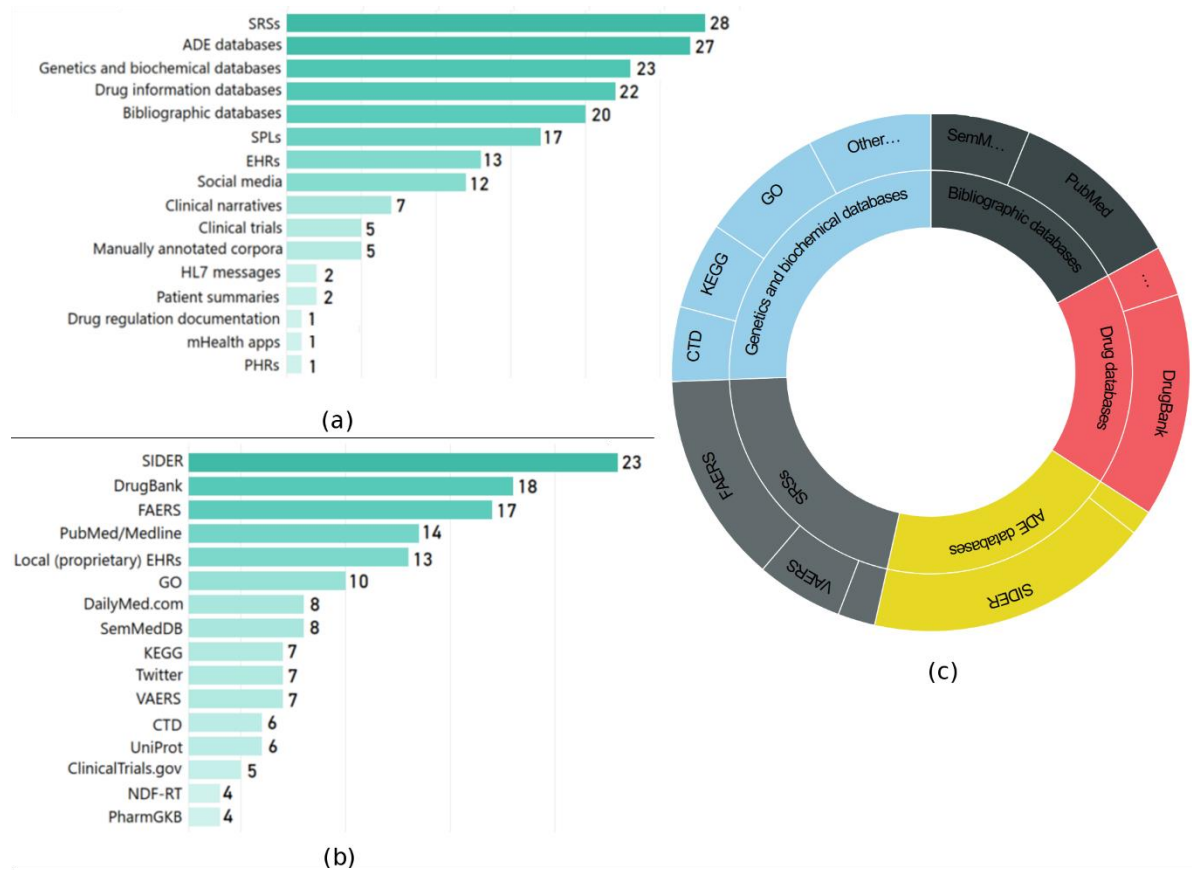 SRSs 28
ADE databases 27
Genetics and biochemical databases 23
Drug information databases 22
Bibliographic databases 20
SPLs 17
EHRs 13
Social media 12
Clinical narratives 7
Clinical trials 5
Manually annotated corpora 5
HL7 messages 2
Patient summaries 2
Drug regulation documentation 1
mHealth apps 1
PHRs 1
(a)
SIDER 23
DrugBank 18
FAERS 17
PubMed/Medline 14
Local (proprietary) EHRs 13
GO 10
DailyMed.com 8
SemMedDB 8
KEGG 7
Twitter 7
VAERS 7
CTD 6
UniProt 6
ClinicalTrials.gov 5
NDF-RT 4
PharmGKB 4
(b)
SemM...
PubMed
Bibliographic databases
...
DrugBank
Drug databases
SIDER
ADE databases
VAERS
FAERS
SRSs
CTD
KEGG
GO
Other...
Genetics and biochemical databases
(c)